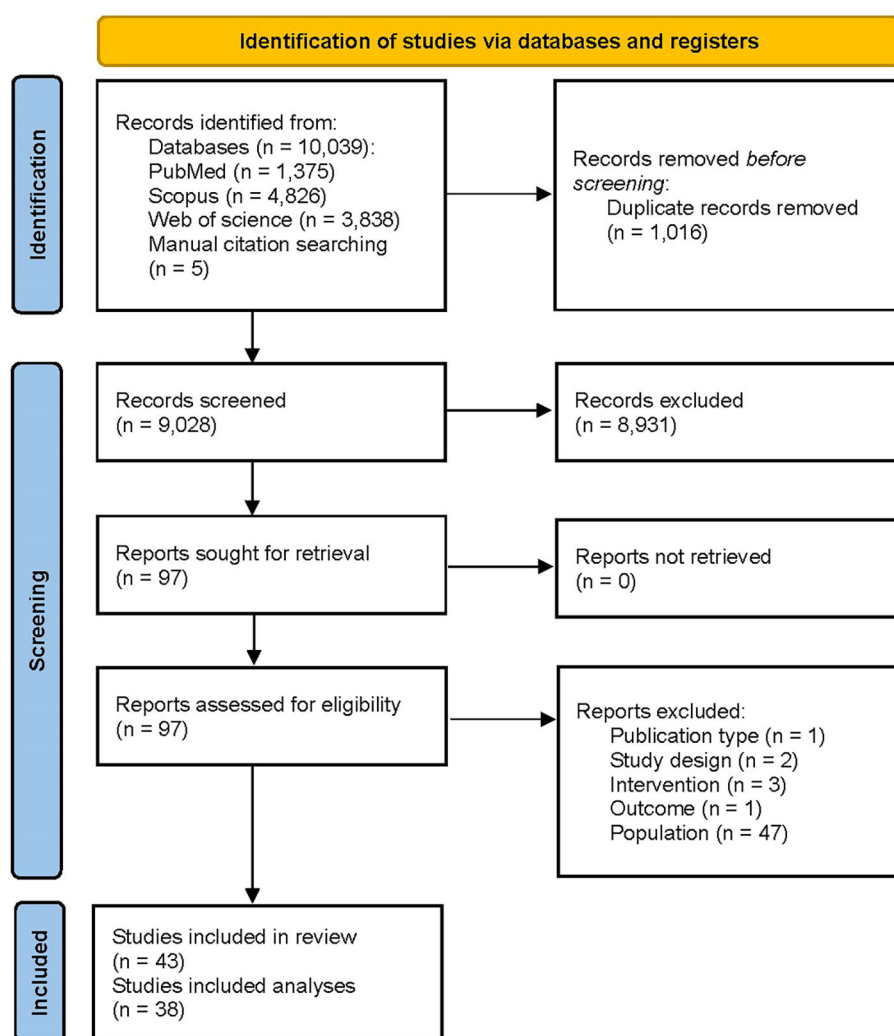 Identification of studies via databases and registers
Identification
Records identified from:
Databases (n = 10,039):
PubMed (n = 1,375)
Scopus (n = 4,826)
Web of science (n = 3,838)
Manual citation searching
(n = 5)
Records removed before
screening:
Duplicate records removed
(n = 1,016)
Screening
Records screened
(n = 9,028)
Records excluded
(n = 8,931)
Reports sought for retrieval
(n = 97)
Reports not retrieved
(n = 0)
Reports assessed for eligibility
(n = 97)
Reports excluded:
Publication type (n = 1)
Study design (n = 2)
Intervention (n = 3)
Outcome (n = 1)
Population (n = 47)
Included
Studies included in review
(n = 43)
Studies included analyses
(n = 38)